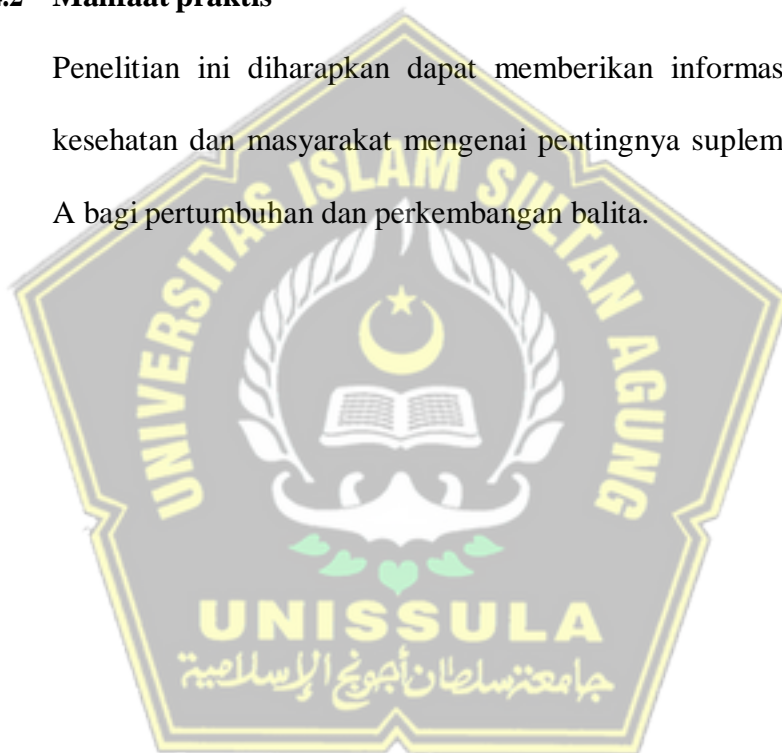 Manfaat praktis
Penelitian ini diharapkan dapat memberikan informas
kesehatan dan masyarakat mengenai pentingnya suplem
A bagi pertumbuhan dan perkembangan balita.
UNIVERSITAS ISLAM SULTAN AGUNG
UNISSULA
جامعة سلطان أجونج الإسلامية